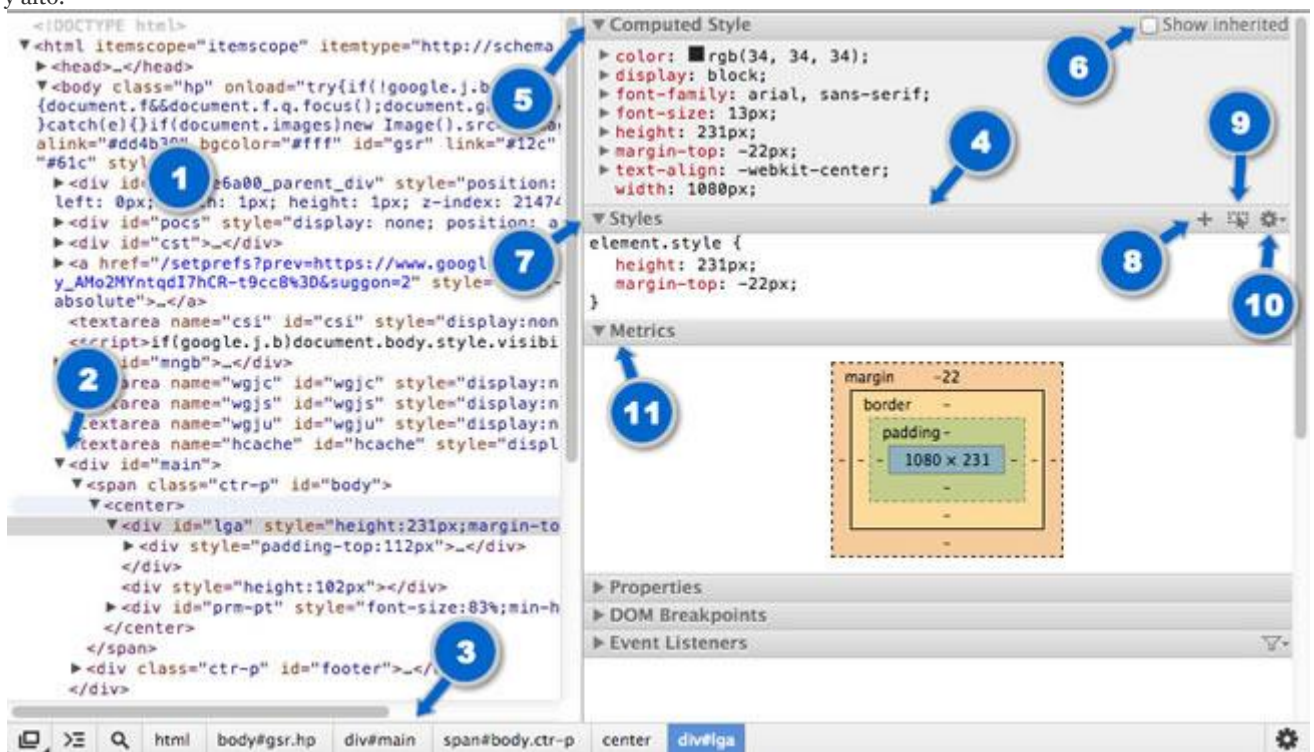 y alto.
<!DOCTYPE html>
▼<html itemscope="itemscope" itemtype="http://schema
▶<head>…</head>
▼<body class="hp" onload="try{if(!google.j.b
{document.f&&document.f.q.focus();document.g
}catch(e){}if(document.images)new Image().src
alink="#dd4b39" bgcolor="#fff" id="gsr" link="#12c"
"#61c" sty
▶<div id= e6a00_parent_div" style="position:
left: 0px; : 1px; height: 1px; z-index: 21474
▶<div id="pocs" style="display: none; position: a
▶<div id="cst">…</div>
▶<a href="/setprefs?prev=https://www.googl
y_AMo2MYntqdI7hCR-t9cc8%3D&suggon=2" style=
absolute">…</a>
<textarea name="csi" id="csi" style="display:non
<script>if(google.j.b)document.body.style.visibi
id="mngb">…</div>
area name="wgjc" id="wgjc" style="display:n
area name="wgjs" id="wgjs" style="display:n
textarea name="wgju" id="wgju" style="display:n
<textarea name="hcache" id="hcache" style="displ
▼<div id="main">
▼<span class="ctr-p" id="body">
▼<center>
▼<div id="lga" style="height:231px;margin-to
▶<div style="padding-top:112px">…</div>
</div>
<div style="height:102px"></div>
▶<div id="prm-pt" style="font-size:83%;min-h
</center>
</span>
▶<div class="ctr-p" id="footer">…</
</div>
1
2
3
▼ Computed Style
Show inherited
▶ color: rgb(34, 34, 34);
▶ display: block;
▶ font-family: arial, sans-serif;
▶ font-size: 13px;
▶ height: 231px;
▶ margin-top: -22px;
▶ text-align: -webkit-center;
width: 1080px;
5
6
4
9
▼ Styles
element.style {
height: 231px;
margin-top: -22px;
}
7
8
10
▼ Metrics
11
margin -22
border -
padding -
- - - 1080 × 231 - - -
-
-
-
▶ Properties
▶ DOM Breakpoints
▶ Event Listeners
html body#gsr.hp div#main span#body.ctr-p center div#lga